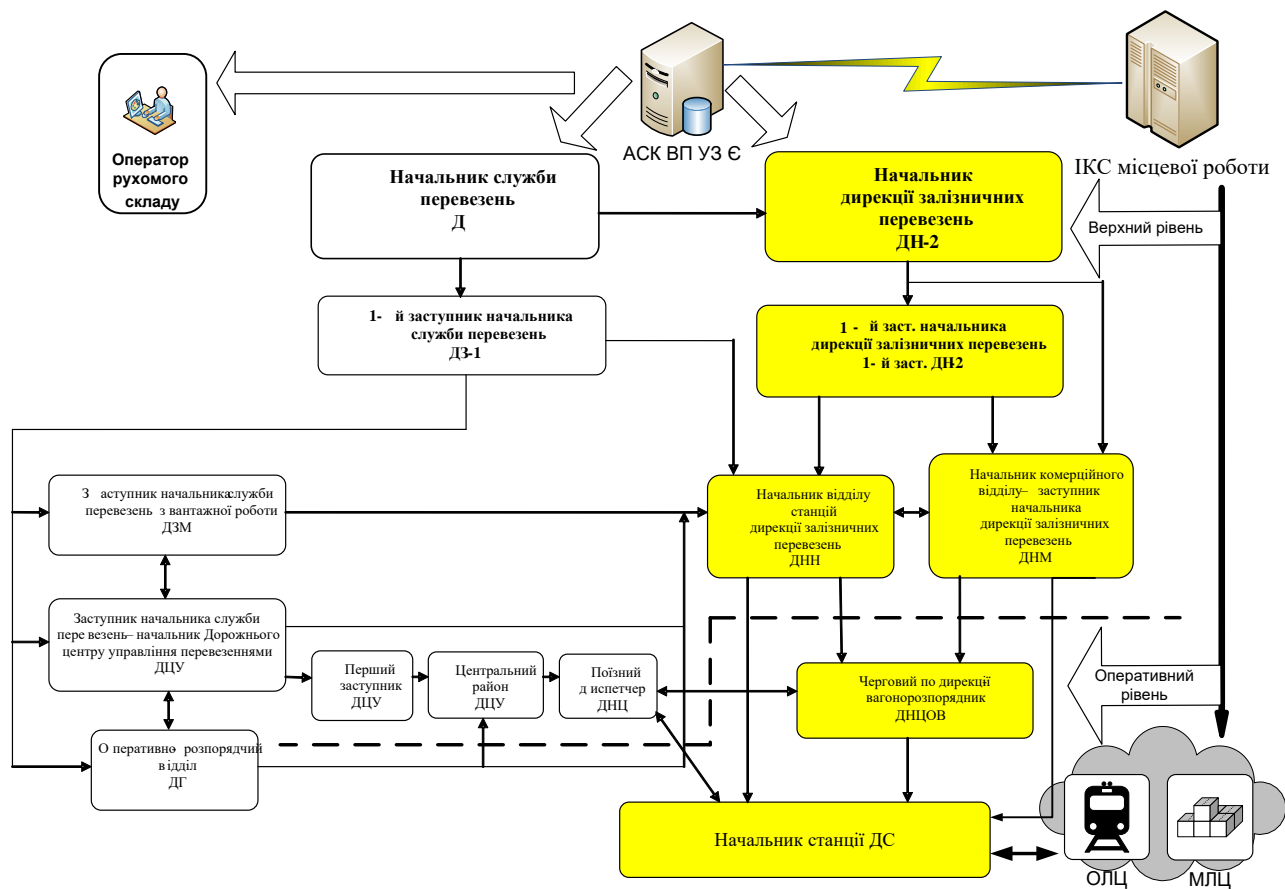 АСК ВП УЗ Є
ІКС місцевої роботи
Оператор
рухомого
складу
Начальник служби
перевезень
Д
Начальник
дирекції залізничних
перевезень
ДН-2
Верхний рівень
1- й заступник начальника
служби перевезень
ДЗ-1
1 - й заст. начальника
дирекції залізничних перевезень
1- й заст. ДН-2
З аступник начальника служби
перевезень з вантажної роботи
ДЗМ
Начальник відділу
станцій
дирекції залізничних
перевезень
ДНН
Начальник комерційного
відділу– заступник
начальника
дирекції залізничних
перевезень
ДНМ
Заступник начальника служби
пере везень– начальник Дорожнього
центру управління перевезеннями
ДЦУ
Перший
заступник
ДЦУ
Центральний
район
ДЦУ
Поїзний
д испетчер
ДНЦ
Черговий по дирекції
вагонорозпорядник
ДНЦОВ
Оперативний
рівень
О перативно- розпорядчий
в ідділ
ДГ
Начальник станції ДС
ОЛЦ
МЛЦ